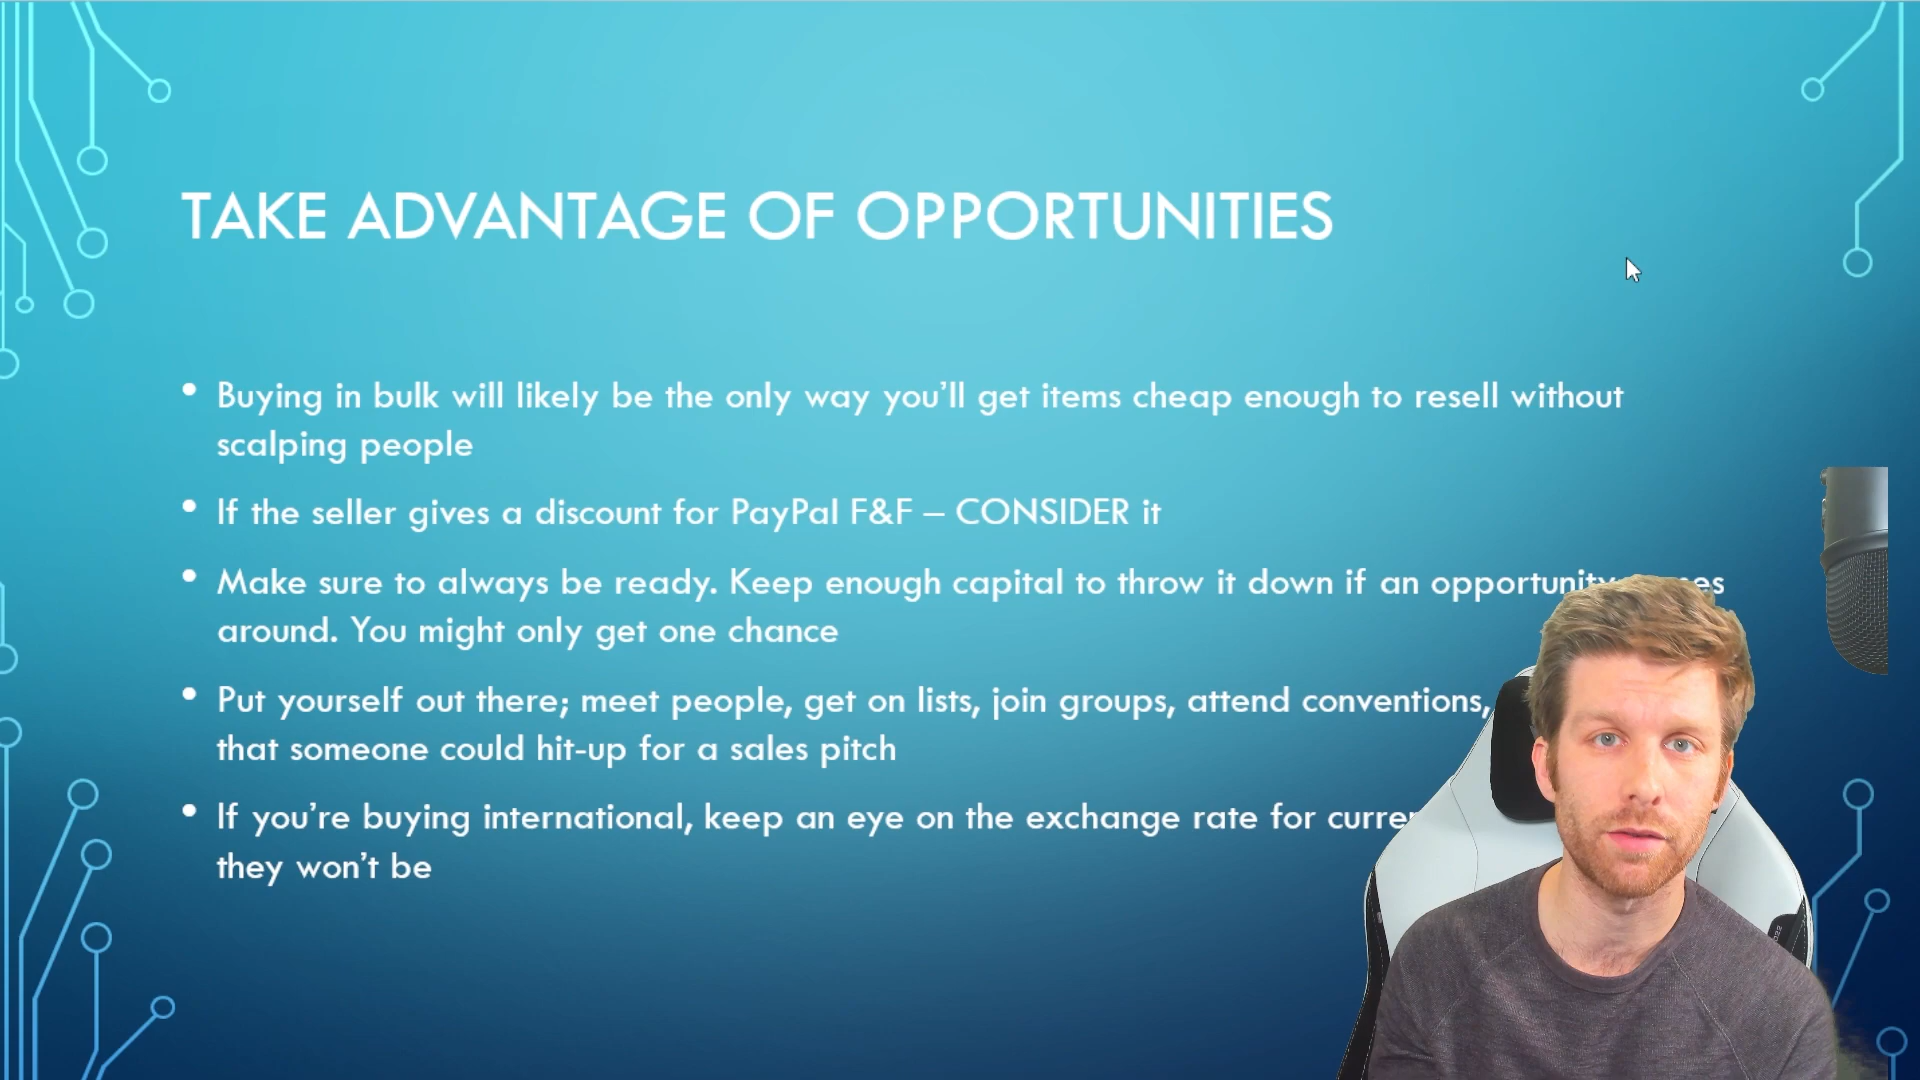 TAKE ADVANTAGE OF OPPORTUNITIES
• Buying in bulk will likely be the only way you'll get items cheap enough to resell without
scalping people
• If the seller gives a discount for PayPal F&F – CONSIDER it
• Make sure to always be ready. Keep enough capital to throw it down if an opportunity
around. You might only get one chance
• Put yourself out there; meet people, get on lists, join groups, attend conventions,
that someone could hit-up for a sales pitch
• If you're buying international, keep an eye on the exchange rate for
they won't be